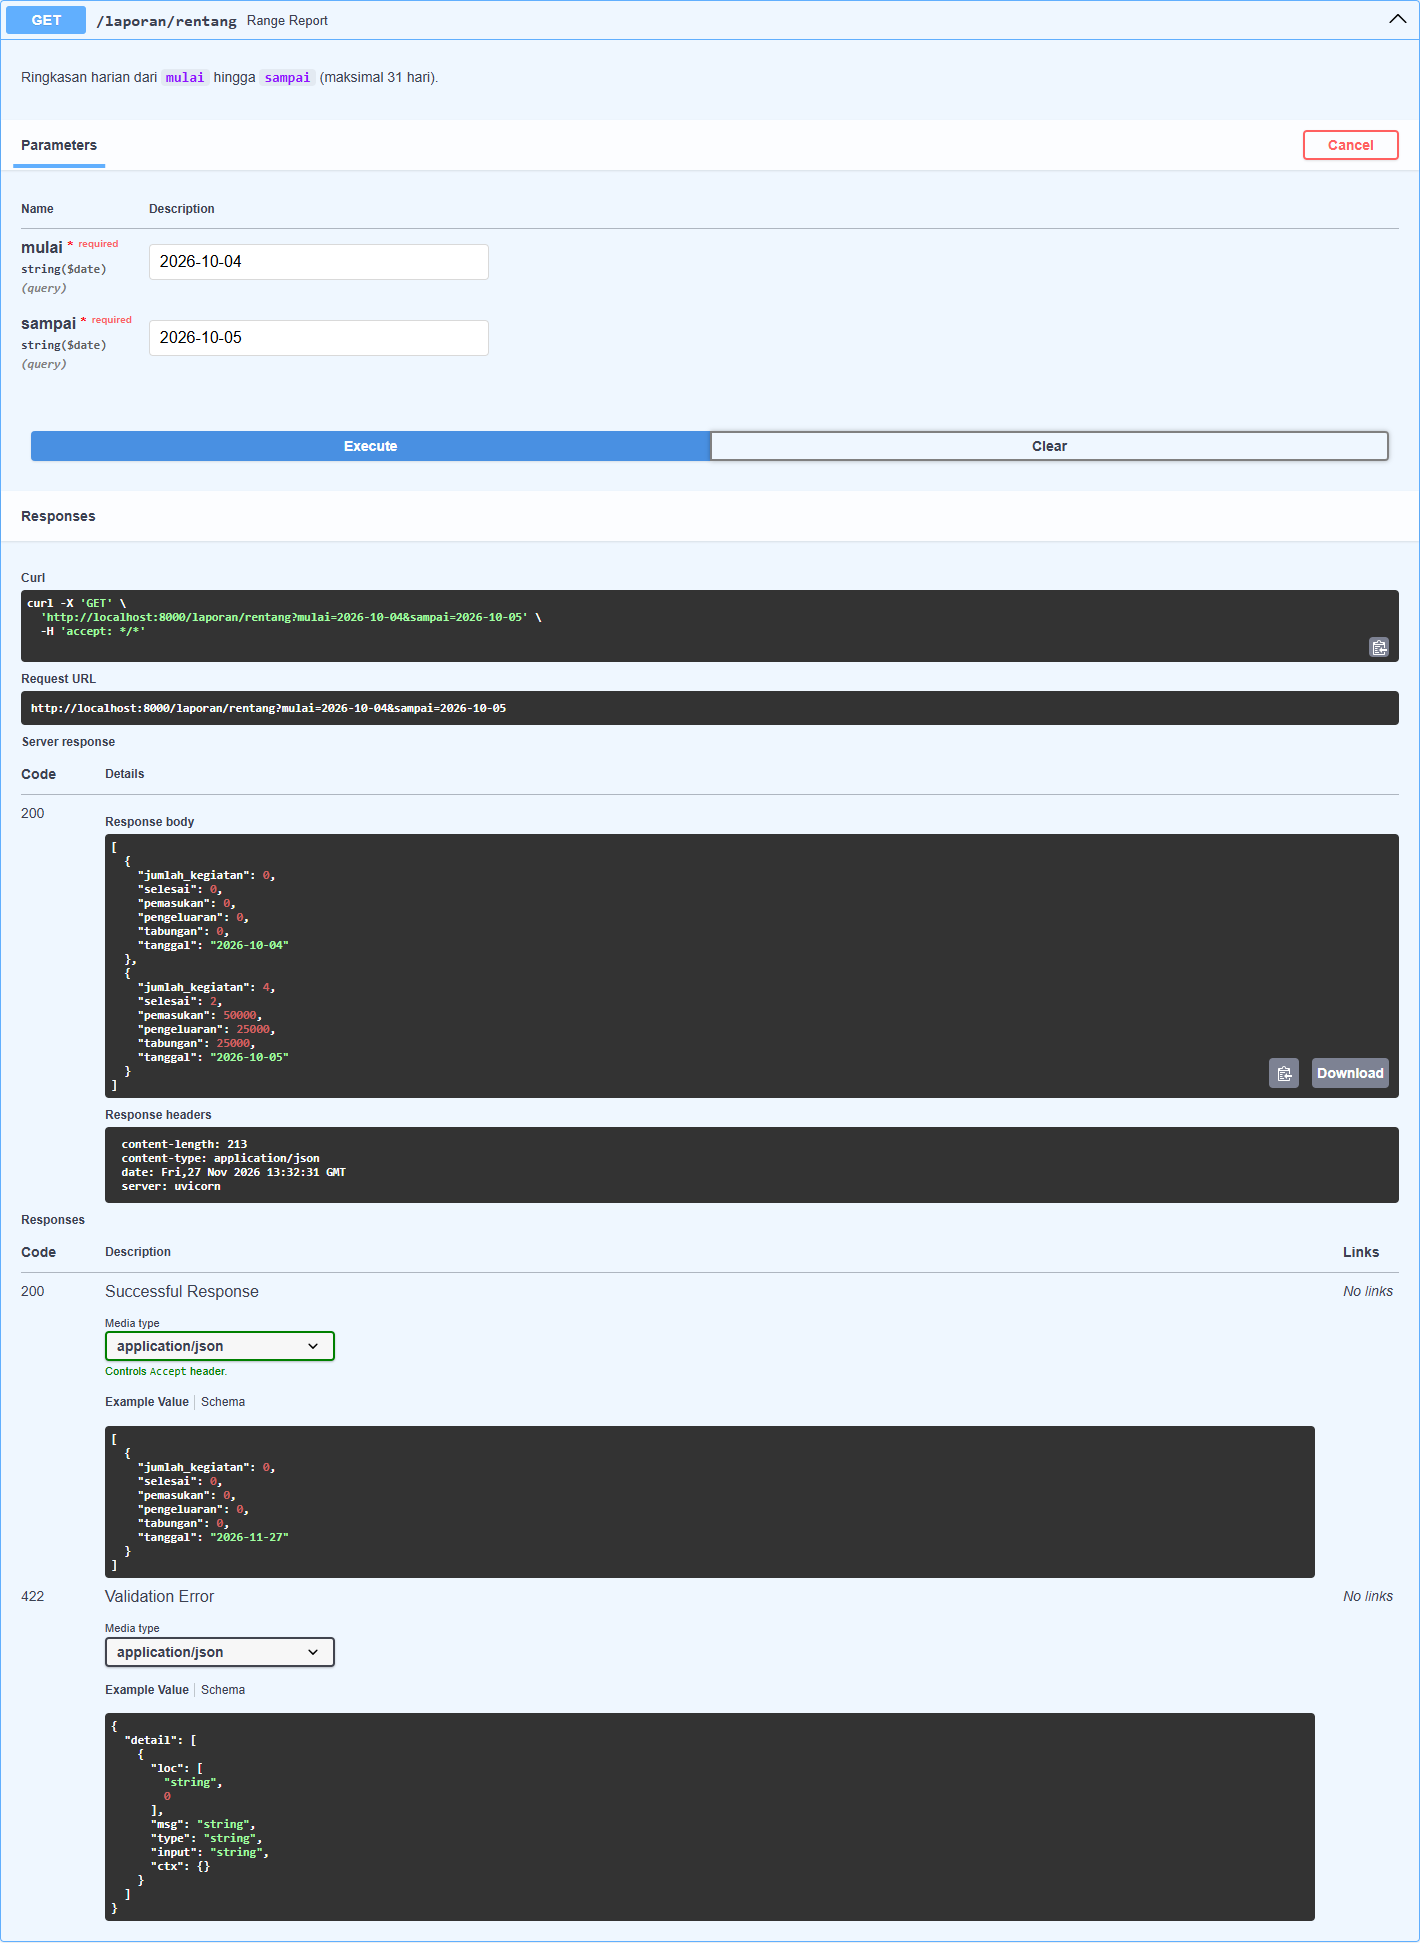 GET /laporan/rentang Range Report
Ringkasan harian dari mulai hingga sampai (maksimal 31 hari).
Parameters
Cancel
Name Description
mulai * required
string($date)
(query)
2026-10-04
sampai * required
string($date)
(query)
2026-10-05
Execute
Clear
Responses
Curl
curl -X 'GET' \
  'http://localhost:8000/laporan/rentang?mulai=2026-10-04&sampai=2026-10-05' \
  -H 'accept: */*'
Request URL
http://localhost:8000/laporan/rentang?mulai=2026-10-04&sampai=2026-10-05
Server response
Code Details
200
Response body
[
  {
    "jumlah_kegiatan": 0,
    "selesai": 0,
    "pemasukan": 0,
    "pengeluaran": 0,
    "tabungan": 0,
    "tanggal": "2026-10-04"
  },
  {
    "jumlah_kegiatan": 4,
    "selesai": 2,
    "pemasukan": 50000,
    "pengeluaran": 25000,
    "tabungan": 25000,
    "tanggal": "2026-10-05"
  }
]
Download
Response headers
content-length: 213
content-type: application/json
date: Fri,27 Nov 2026 13:32:31 GMT
server: uvicorn
Responses
Code Description Links
200 Successful Response No links
Media type
application/json
Controls Accept header.
Example Value Schema
[
  {
    "jumlah_kegiatan": 0,
    "selesai": 0,
    "pemasukan": 0,
    "pengeluaran": 0,
    "tabungan": 0,
    "tanggal": "2026-11-27"
  }
]
422 Validation Error No links
Media type
application/json
Example Value Schema
{
  "detail": [
    {
      "loc": [
        "string",
        0
      ],
      "msg": "string",
      "type": "string",
      "input": "string",
      "ctx": {}
    }
  ]
}